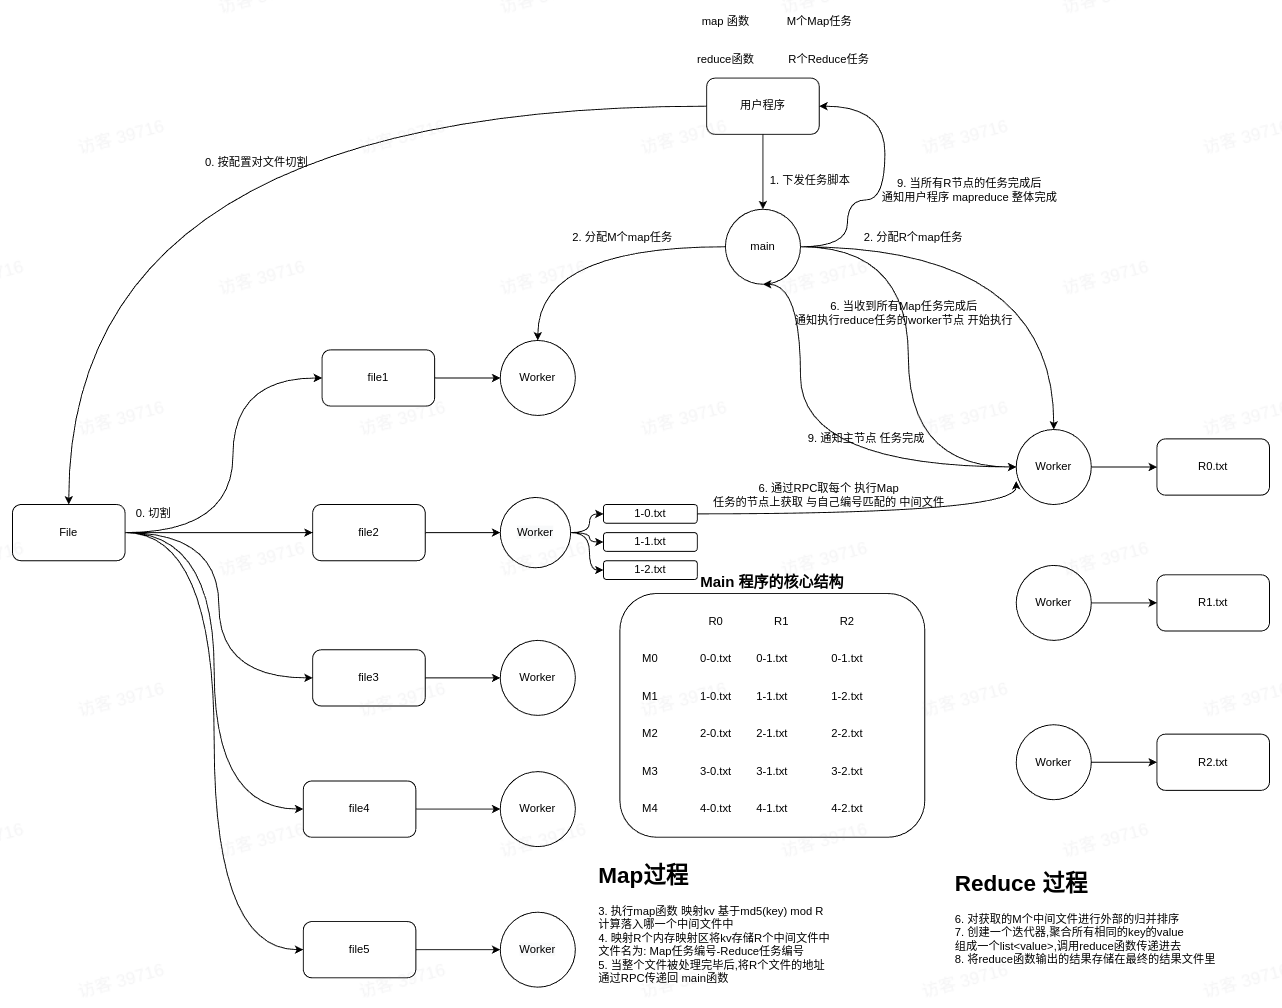 map 函数
M个Map任务
reduce函数
R个Reduce任务
用户程序
0. 按配置对文件切割
1. 下发任务脚本
9. 当所有R节点的任务完成后
通知用户程序 mapreduce 整体完成
2. 分配M个map任务
main
2. 分配R个map任务
6. 当收到所有Map任务完成后
通知执行reduce任务的worker节点 开始执行
file1
Worker
9. 通知主节点 任务完成
Worker
R0.txt
6. 通过RPC取每个 执行Map
任务的节点上获取 与自己编号匹配的 中间文件
File
0. 切割
file2
Worker
1-0.txt
1-1.txt
1-2.txt
Main 程序的核心结构
R0 R1 R2
M0 0-0.txt 0-1.txt 0-1.txt
M1 1-0.txt 1-1.txt 1-2.txt
M2 2-0.txt 2-1.txt 2-2.txt
M3 3-0.txt 3-1.txt 3-2.txt
M4 4-0.txt 4-1.txt 4-2.txt
Worker
R1.txt
file3
Worker
Worker
R2.txt
file4
Worker
file5
Worker
Map过程
3. 执行map函数 映射kv 基于md5(key) mod R
计算落入哪一个中间文件中
4. 映射R个内存映射区将kv存储R个中间文件中
文件名为: Map任务编号-Reduce任务编号
5. 当整个文件被处理完毕后,将R个文件的地址
通过RPC传递回 main函数
Reduce 过程
6. 对获取的M个中间文件进行外部的归并排序
7. 创建一个迭代器,聚合所有相同的key的value
组成一个list<value>,调用reduce函数传递进去
8. 将reduce函数输出的结果存储在最终的结果文件里
访客 39716